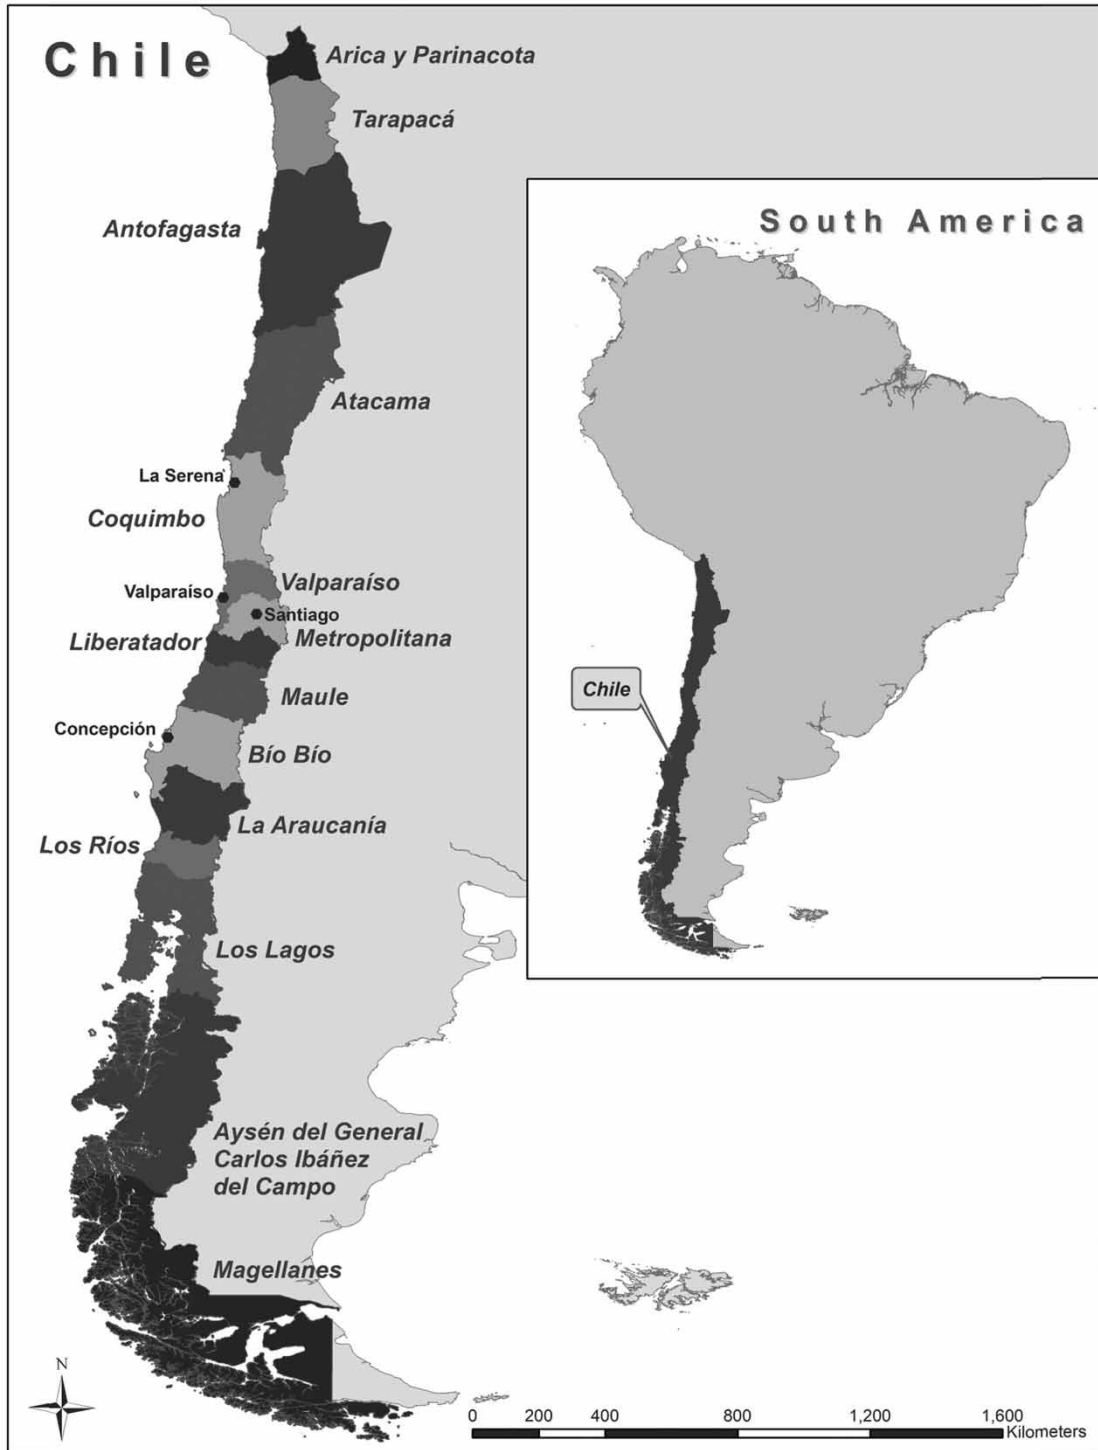 Chile
Arica y Parinacota
Tarapacá
Antofagasta
South America
Atacama
La Serena
Coquimbo
Valparaíso
Valparaíso
Santiago
Liberatador
Metropolitana
Chile
Maule
Concepción
Bío Bío
La Araucanía
Los Ríos
Los Lagos
Aysén del General
Carlos Ibáñez
del Campo
Magellanes
N
0 200 400 800 1,200 1,600
Kilometers